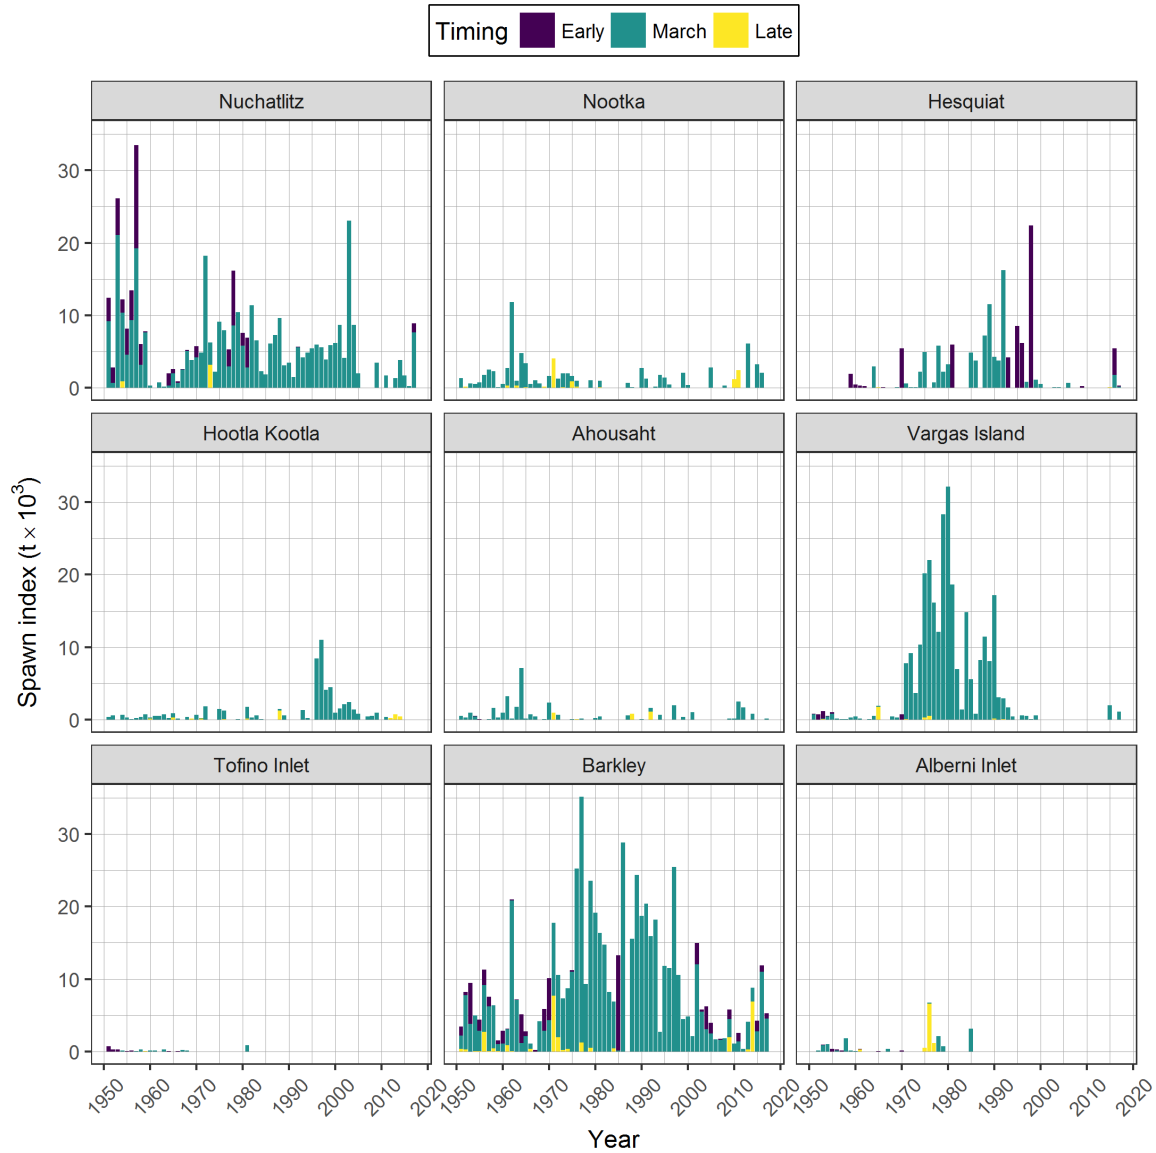 Timing Early March Late
Nuchatlitz Nootka Hesquiat
30
20
10
0
Hootla Kootla Ahousaht Vargas Island
30
20
10
0
Tofino Inlet Barkley Alberni Inlet
30
20
10
0
Spawn index (t × 10³)
1950 1960 1970 1980 1990 2000 2010 2020 1950 1960 1970 1980 1990 2000 2010 2020 1950 1960 1970 1980 1990 2000 2010 2020
Year